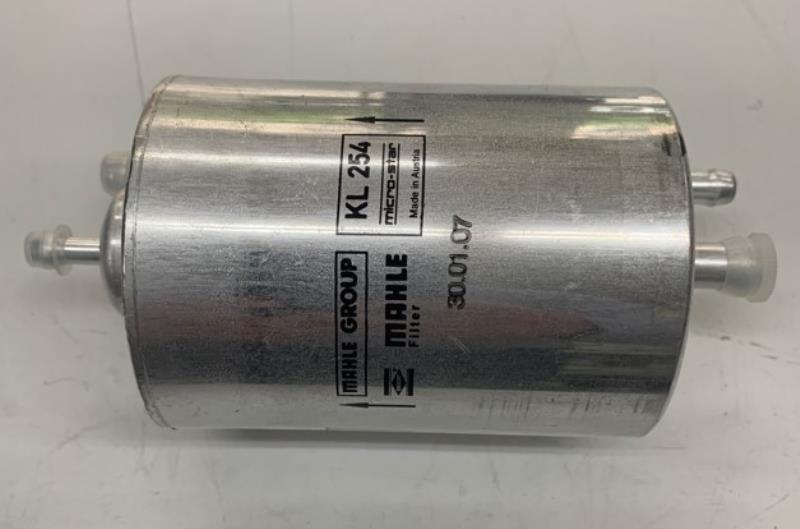 MAHLE GROUP
KL 254
MAHLE
Filter
micro-star
Made in Austria
30.01.07